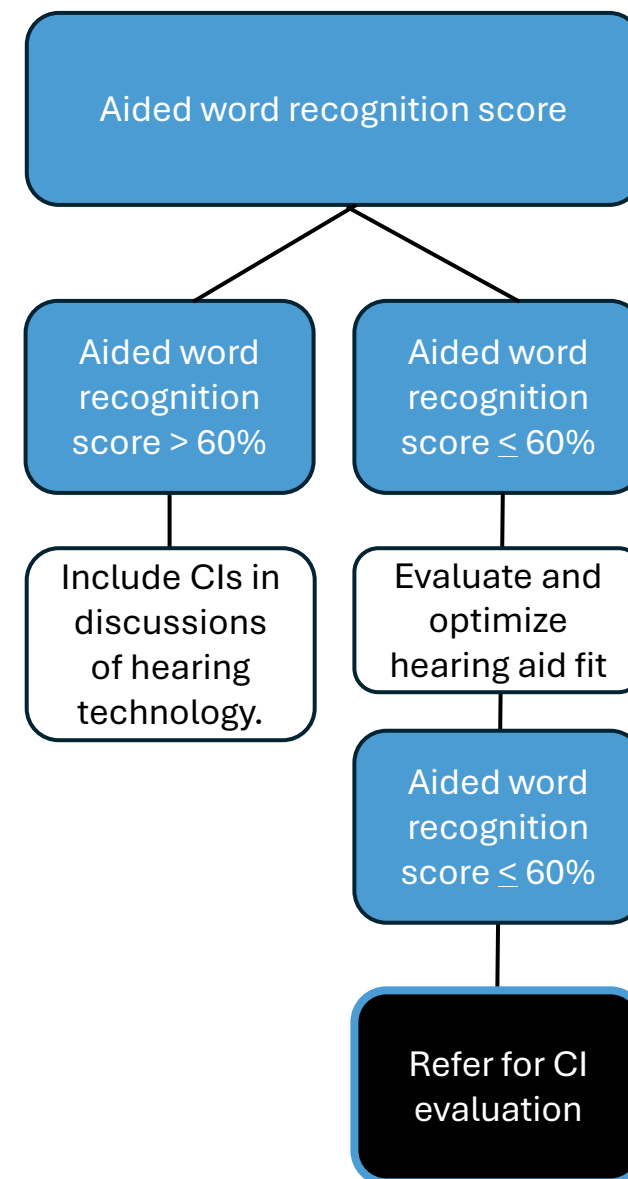 Aided word recognition score
Aided word
recognition
score > 60%
Aided word
recognition
score ≤ 60%
Include CIs in
discussions
of hearing
technology.
Evaluate and
optimize
hearing aid fit
Aided word
recognition
score ≤ 60%
Refer for CI
evaluation